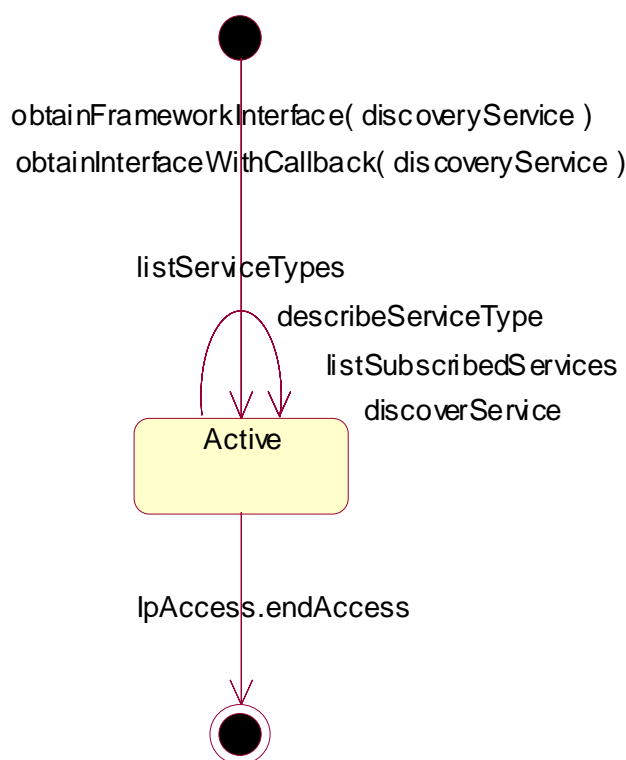 obtainFrameworkInterface( discoveryService )
obtainInterfaceWithCallback( discoveryService )
listServiceTypes
describeServiceType
listSubscribedServices
discoverService
Active
IpAccess.endAccess